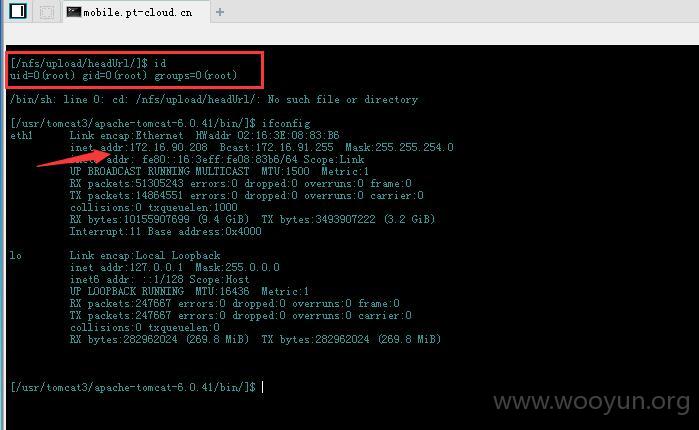 mobile.pt-cloud.cn
[/nfs/upload/headUrl/]$ id
uid=0(root) gid=0(root) groups=0(root)
/bin/sh: line 0: cd: /nfs/upload/headUrl/: No such file or directory
[/usr/tomcat3/apache-tomcat-6.0.41/bin/]$ ifconfig
eth1 Link encap:Ethernet HWaddr 02:16:3E:08:83:B6
inet addr:172.16.90.208 Bcast:172.16.91.255 Mask:255.255.254.0
addr: fe80::16:3eff:fe08:83b6/64 Scope:Link
UP BROADCAST RUNNING MULTICAST MTU:1500 Metric:1
RX packets:51305243 errors:0 dropped:0 overruns:0 frame:0
TX packets:14864551 errors:0 dropped:0 overruns:0 carrier:0
collisions:0 txqueuelen:1000
RX bytes:10155907699 (9.4 GiB) TX bytes:3493907222 (3.2 GiB)
Interrupt:11 Base address:0x4000
lo Link encap:Local Loopback
inet addr:127.0.0.1 Mask:255.0.0.0
inet6 addr: ::1/128 Scope:Host
UP LOOPBACK RUNNING MTU:16436 Metric:1
RX packets:247667 errors:0 dropped:0 overruns:0 frame:0
TX packets:247667 errors:0 dropped:0 overruns:0 carrier:0
collisions:0 txqueuelen:0
RX bytes:282962024 (269.8 MiB) TX bytes:282962024 (269.8 MiB)
[/usr/tomcat3/apache-tomcat-6.0.41/bin/]$
www.wooyun.org